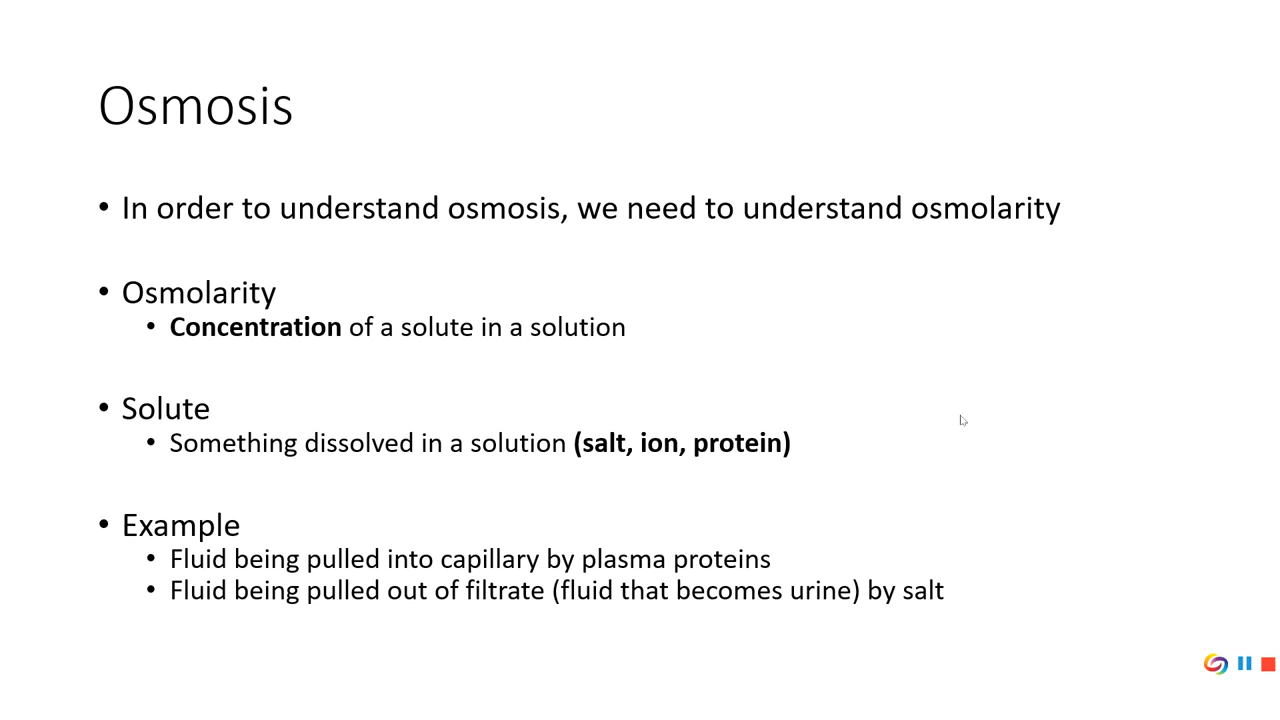 Osmosis
• In order to understand osmosis, we need to understand osmolarity
• Osmolarity
• Concentration of a solute in a solution
• Solute
• Something dissolved in a solution (salt, ion, protein)
• Example
• Fluid being pulled into capillary by plasma proteins
• Fluid being pulled out of filtrate (fluid that becomes urine) by salt